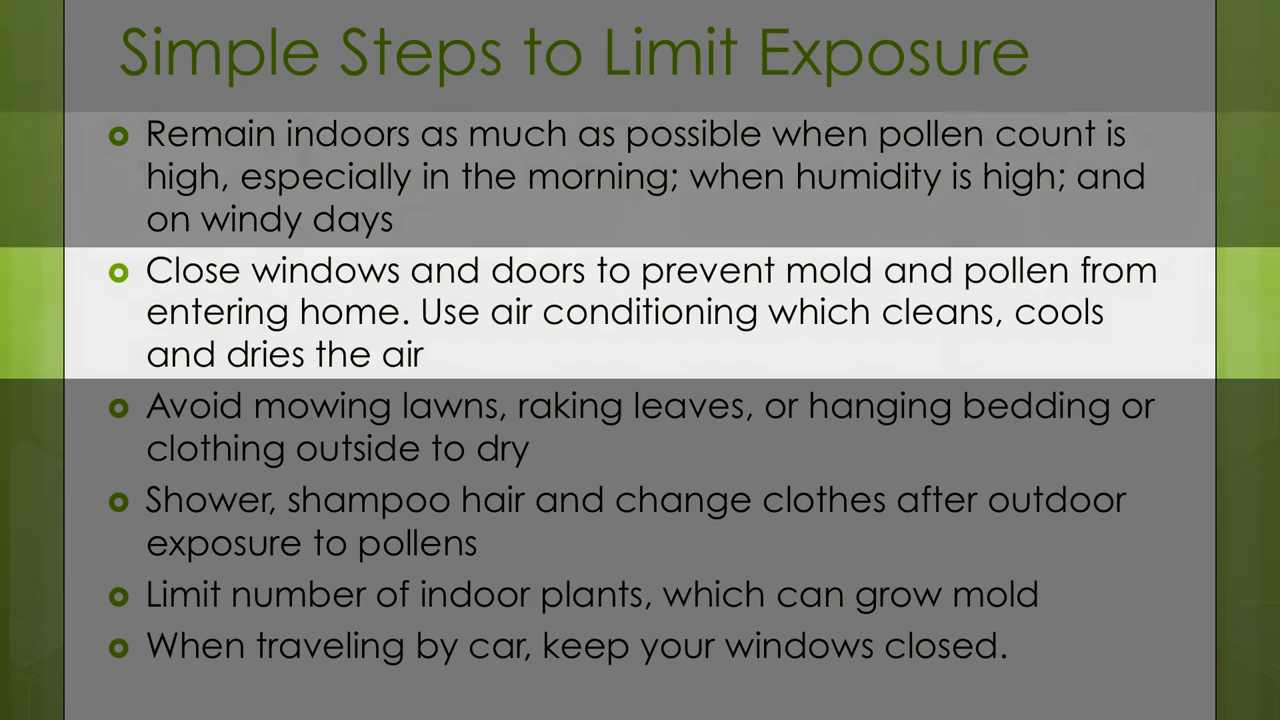 Simple Steps to Limit Exposure
Remain indoors as much as possible when pollen count is
high, especially in the morning; when humidity is high; and
on windy days
Close windows and doors to prevent mold and pollen from
entering home. Use air conditioning which cleans, cools
and dries the air
Avoid mowing lawns, raking leaves, or hanging bedding or
clothing outside to dry
Shower, shampoo hair and change clothes after outdoor
exposure to pollens
Limit number of indoor plants, which can grow mold
When traveling by car, keep your windows closed.